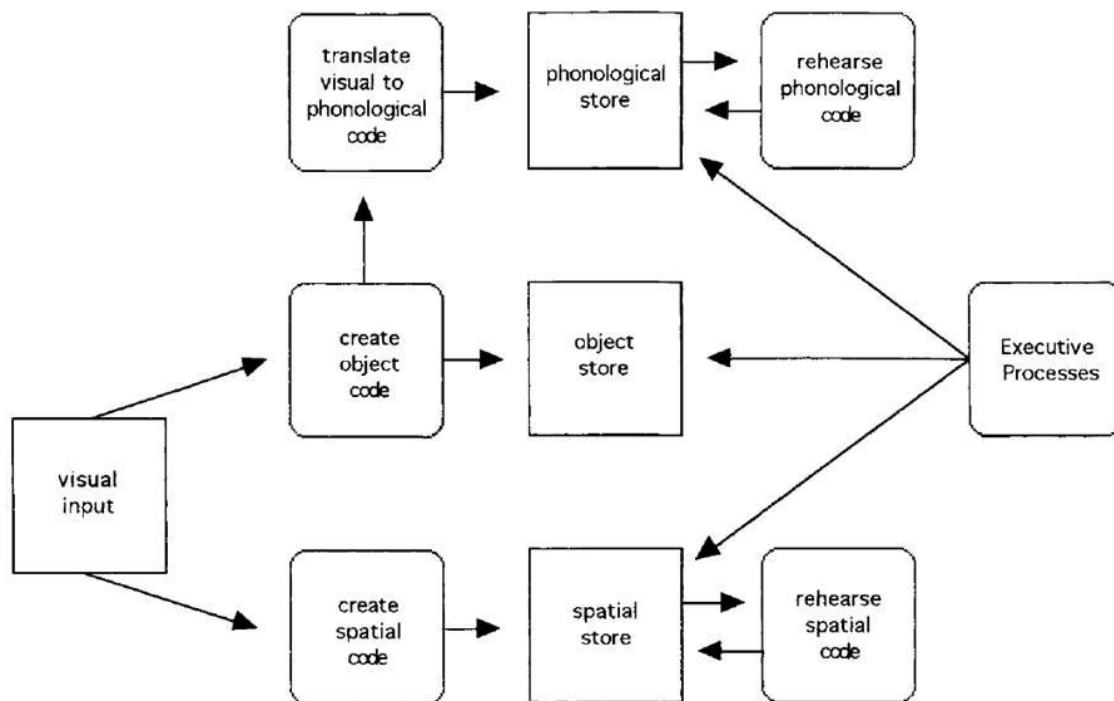 translate
visual to
phonological
code
phonological
store
rehearse
phonological
code
create
object
code
object
store
Executive
Processes
visual
input
create
spatial
code
spatial
store
rehearse
spatial
code